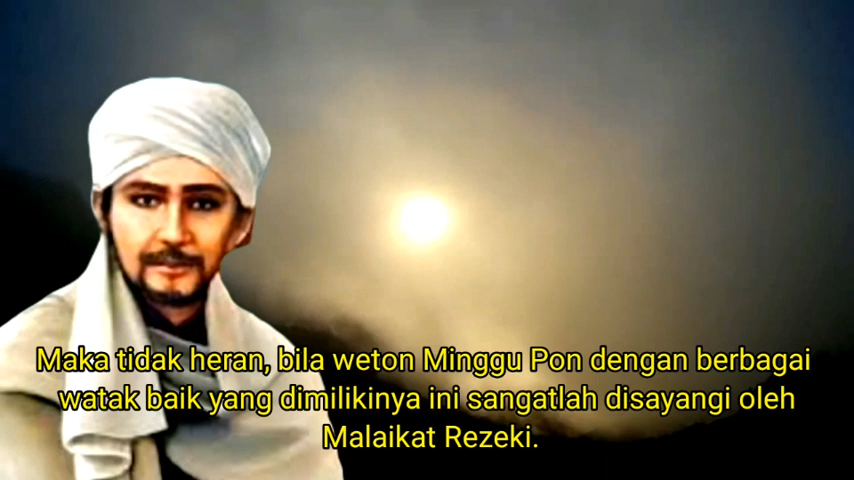 Maka tidak heran, bila weton Minggu Pon dengan berbagai
watak baik yang dimilikinya ini sangatlah disayangi oleh
Malaikat Rezeki.